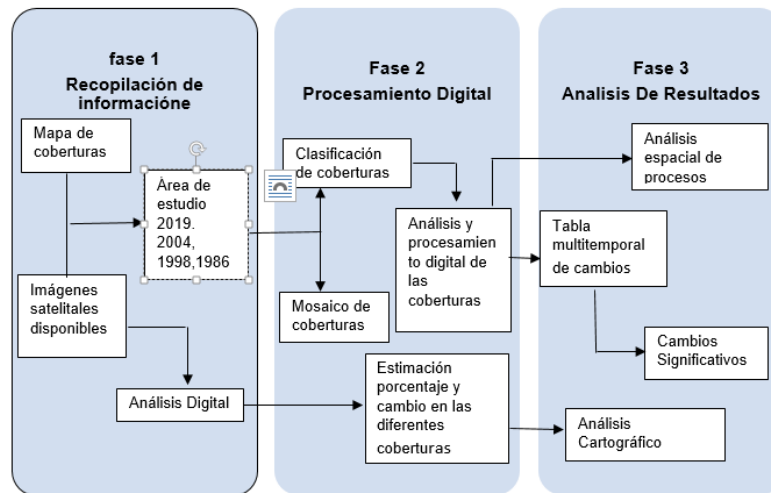 fase 1
Recopilación de
informacióne
Mapa de
coberturas
Área de
estudio
2019.
2004,
1998,1986
Imágenes
satelitales
disponibles
Análisis Digital
Fase 2
Procesamiento Digital
Clasificación
de coberturas
Análisis y
procesamien
to digital de
las
coberturas
Mosaico de
coberturas
Estimación
porcentaje y
cambio en las
diferentes
coberturas
Fase 3
Analisis De Resultados
Análisis
espacial de
procesos
Tabla
multitemporal
de cambios
Cambios
Significativos
Análisis
Cartográfico